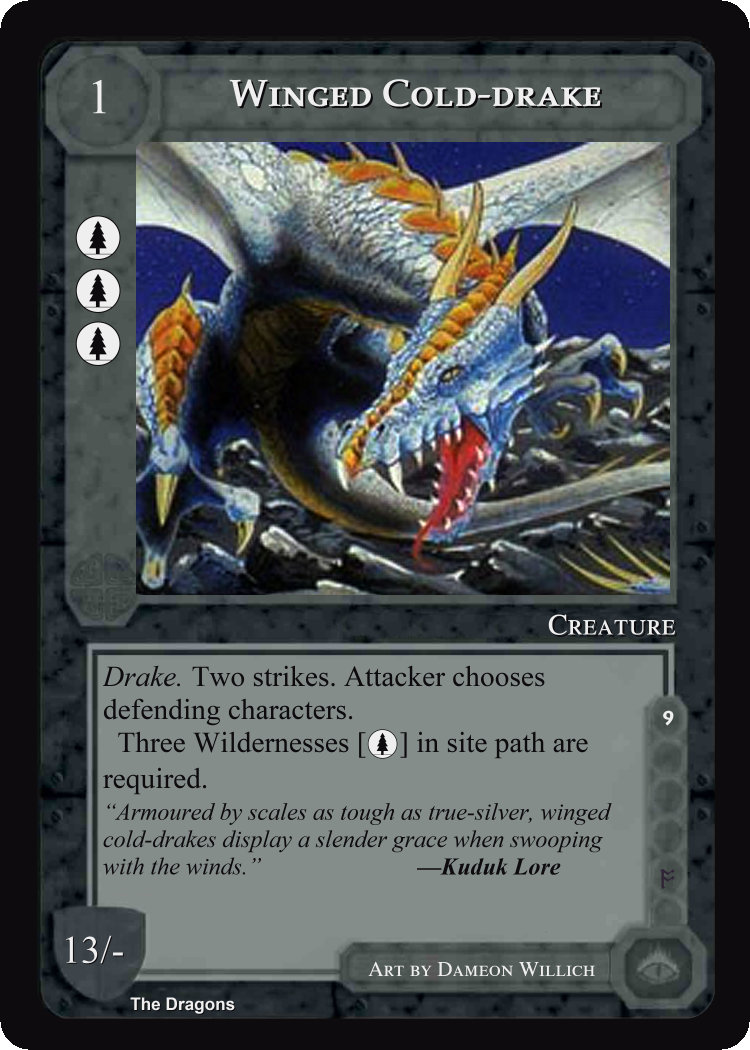 1
Winged Cold-drake
Creature
Drake. Two strikes. Attacker chooses
defending characters.
Three Wildernesses [ ] in site path are
required.
“Armoured by scales as tough as true-silver, winged
cold-drakes display a slender grace when swooping
with the winds.” —Kuduk Lore
9
ᚩ
13/-
Art by Dameon Willich
The Dragons